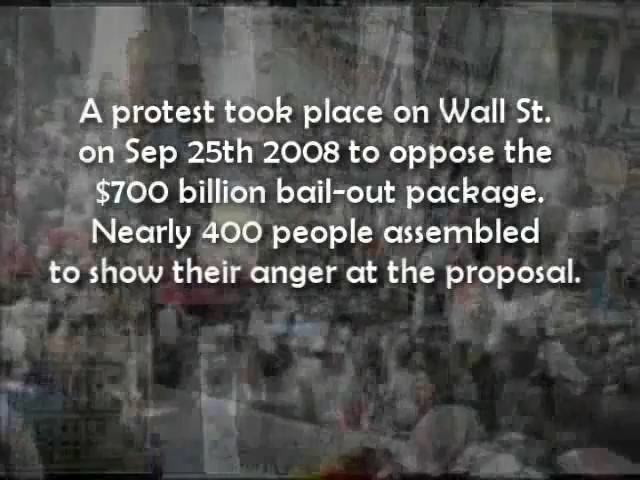 A protest took place on Wall St.
on Sep 25th 2008 to oppose the
$700 billion bail-out package.
Nearly 400 people assembled
to show their anger at the proposal.